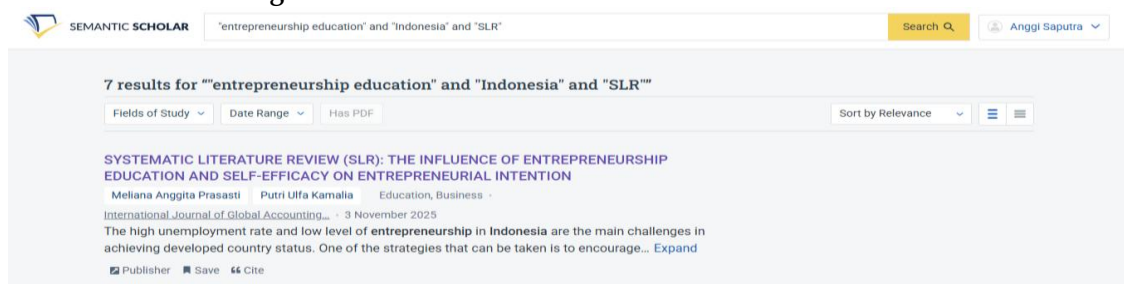 SEMANTIC SCHOLAR "entrepreneurship education" and "Indonesia" and "SLR" Search Anggi Saputra
7 results for ""entrepreneurship education" and "Indonesia" and "SLR""
Fields of Study Date Range Has PDF Sort by Relevance
SYSTEMATIC LITERATURE REVIEW (SLR): THE INFLUENCE OF ENTREPRENEURSHIP
EDUCATION AND SELF-EFFICACY ON ENTREPRENEURIAL INTENTION
Meliana Anggita Prasasti Putri Ulfa Kamalia Education, Business ·
International Journal of Global Accounting... · 3 November 2025
The high unemployment rate and low level of entrepreneurship in Indonesia are the main challenges in
achieving developed country status. One of the strategies that can be taken is to encourage... Expand
Publisher Save Cite